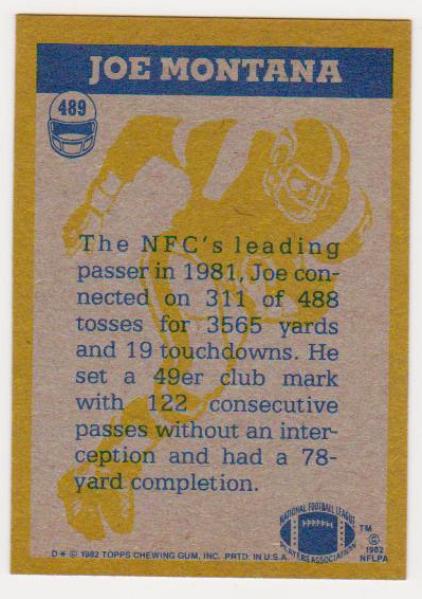 JOE MONTANA
489
The NFC's leading
passer in 1981, Joe con-
nected on 311 of 488
tosses for 3565 yards
and 19 touchdowns. He
set a 49er club mark
with 122 consecutive
passes without an inter-
ception and had a 78-
yard completion.
NATIONAL FOOTBALL LEAGUE
PLAYERS ASSOCIATION
TM
©
1982
NFLPA
D* © 1982 TOPPS CHEWING GUM, INC. PRTD. IN U.S.A.